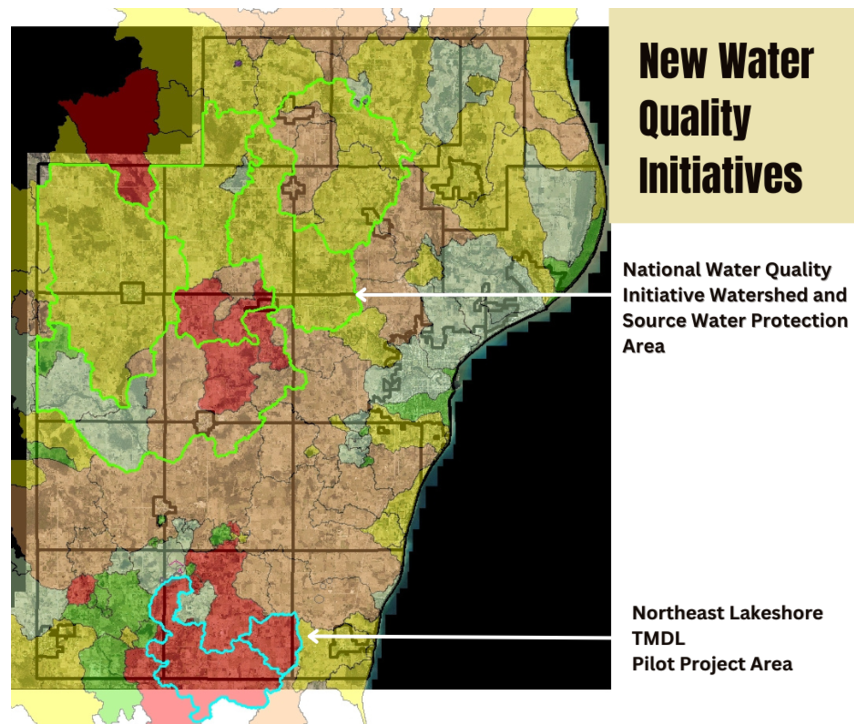 New Water
Quality
Initiatives
National Water Quality
Initiative Watershed and
Source Water Protection
Area
Northeast Lakeshore
TMDL
Pilot Project Area